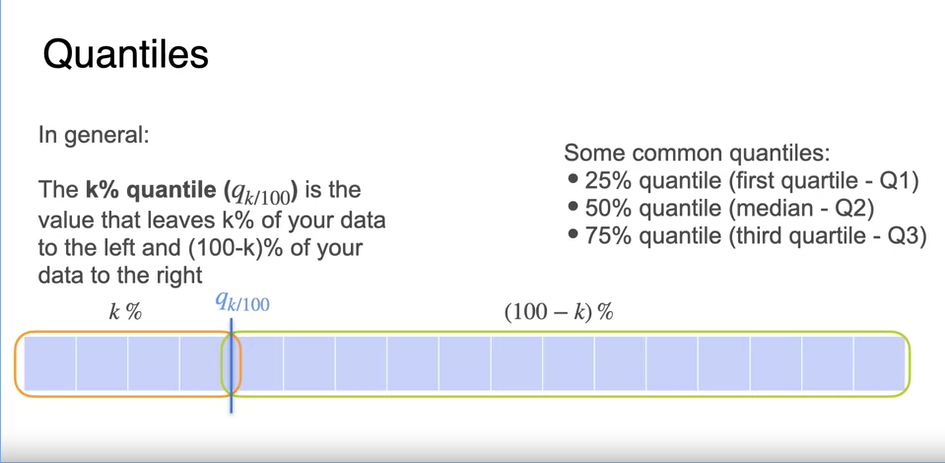 Quantiles
In general:
The k% quantile (qk/100) is the
value that leaves k% of your data
to the left and (100-k)% of your
data to the right
Some common quantiles:
• 25% quantile (first quartile - Q1)
• 50% quantile (median - Q2)
• 75% quantile (third quartile - Q3)
k %
qk/100
(100 – k) %